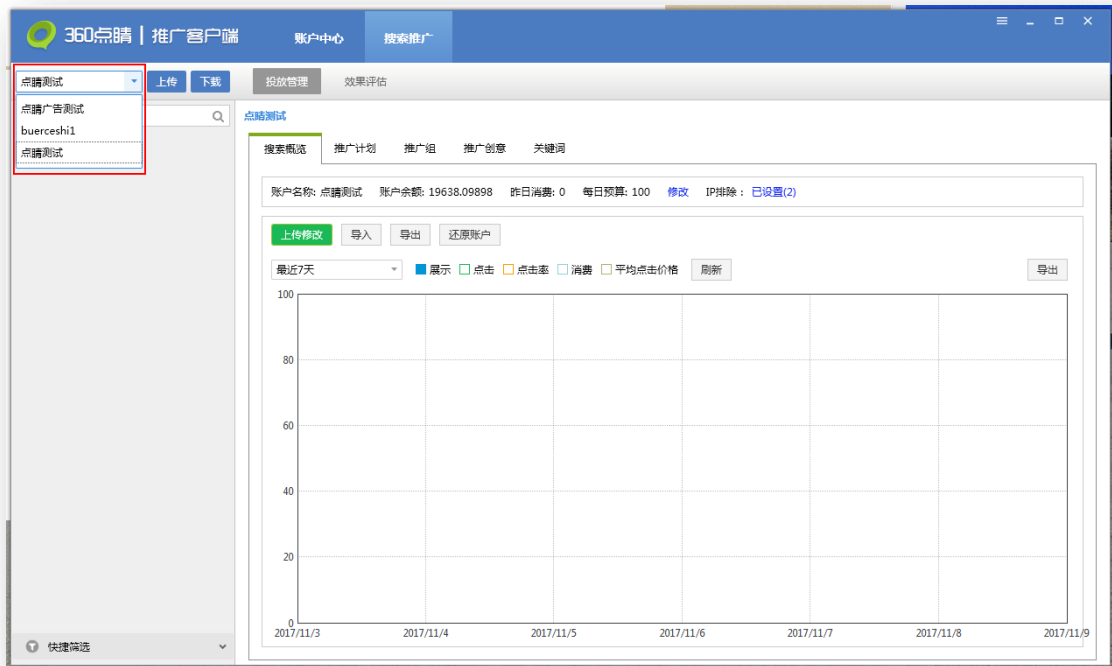 360点睛 | 推广客户端 账户中心 搜索推广
点睛测试 上传 下载 投放管理 效果评估
点睛广告测试
buerceshi1
点睛测试
点睛测试
搜索概览 推广计划 推广组 推广创意 关键词
账户名称: 点睛测试 账户余额: 19638.09898 昨日消费: 0 每日预算: 100 修改 IP排除： 已设置(2)
上传修改 导入 导出 还原账户
最近7天 展示 点击 点击率 消费 平均点击价格 刷新 导出
100
80
60
40
20
0
2017/11/3 2017/11/4 2017/11/5 2017/11/6 2017/11/7 2017/11/8 2017/11/9
快捷筛选